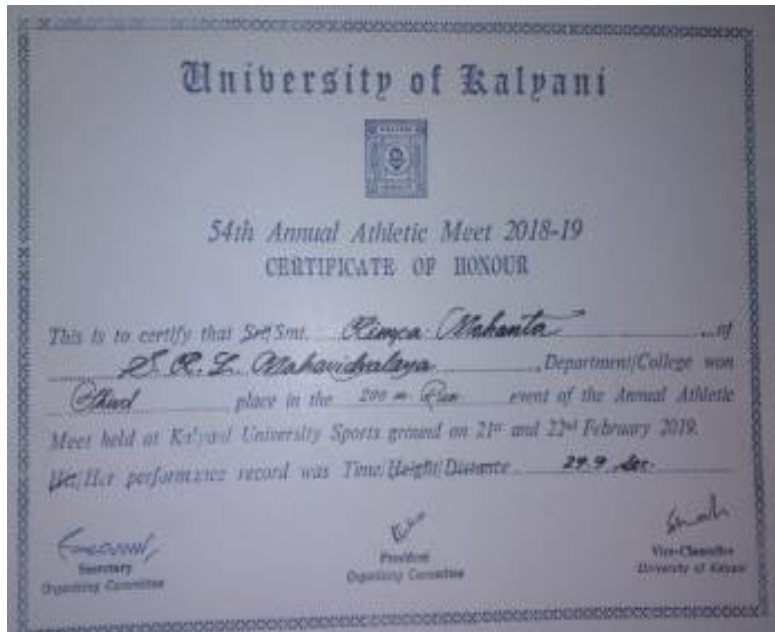 University of Kalyani
54th Annual Athletic Meet 2018-19
CERTIFICATE OF HONOUR
This is to certify that Sri/Smt. Rimpa Mahanta of
S. R. L. Mahavidyalaya Department/College won
Third place in the 200 m Run event of the Annual Athletic
Meet held at Kalyani University Sports ground on 21st and 22nd February 2019.
His/Her performance record was Time/Height/Distance 29.9 Sec.
Secretary
Organising Committee
President
Organising Committee
Vice-Chancellor
University of Kalyani